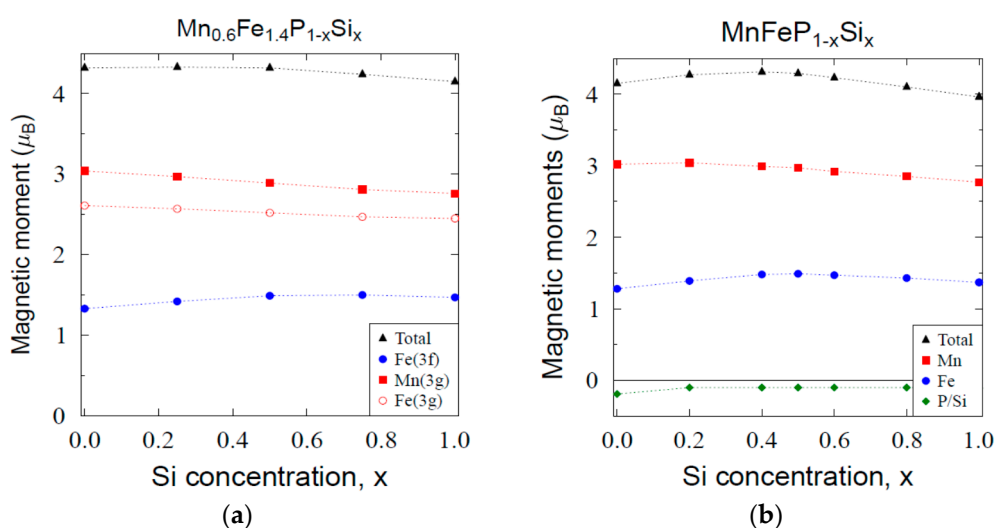 Mn0.6Fe1.4P1-xSix
Magnetic moment (μB)
4
3
2
1
0
Total
Fe(3f)
Mn(3g)
Fe(3g)
0.0 0.2 0.4 0.6 0.8 1.0
Si concentration, x
(a)
MnFeP1-xSix
Magnetic moments (μB)
4
3
2
1
0
Total
Mn
Fe
P/Si
0.0 0.2 0.4 0.6 0.8 1.0
Si concentration, x
(b)